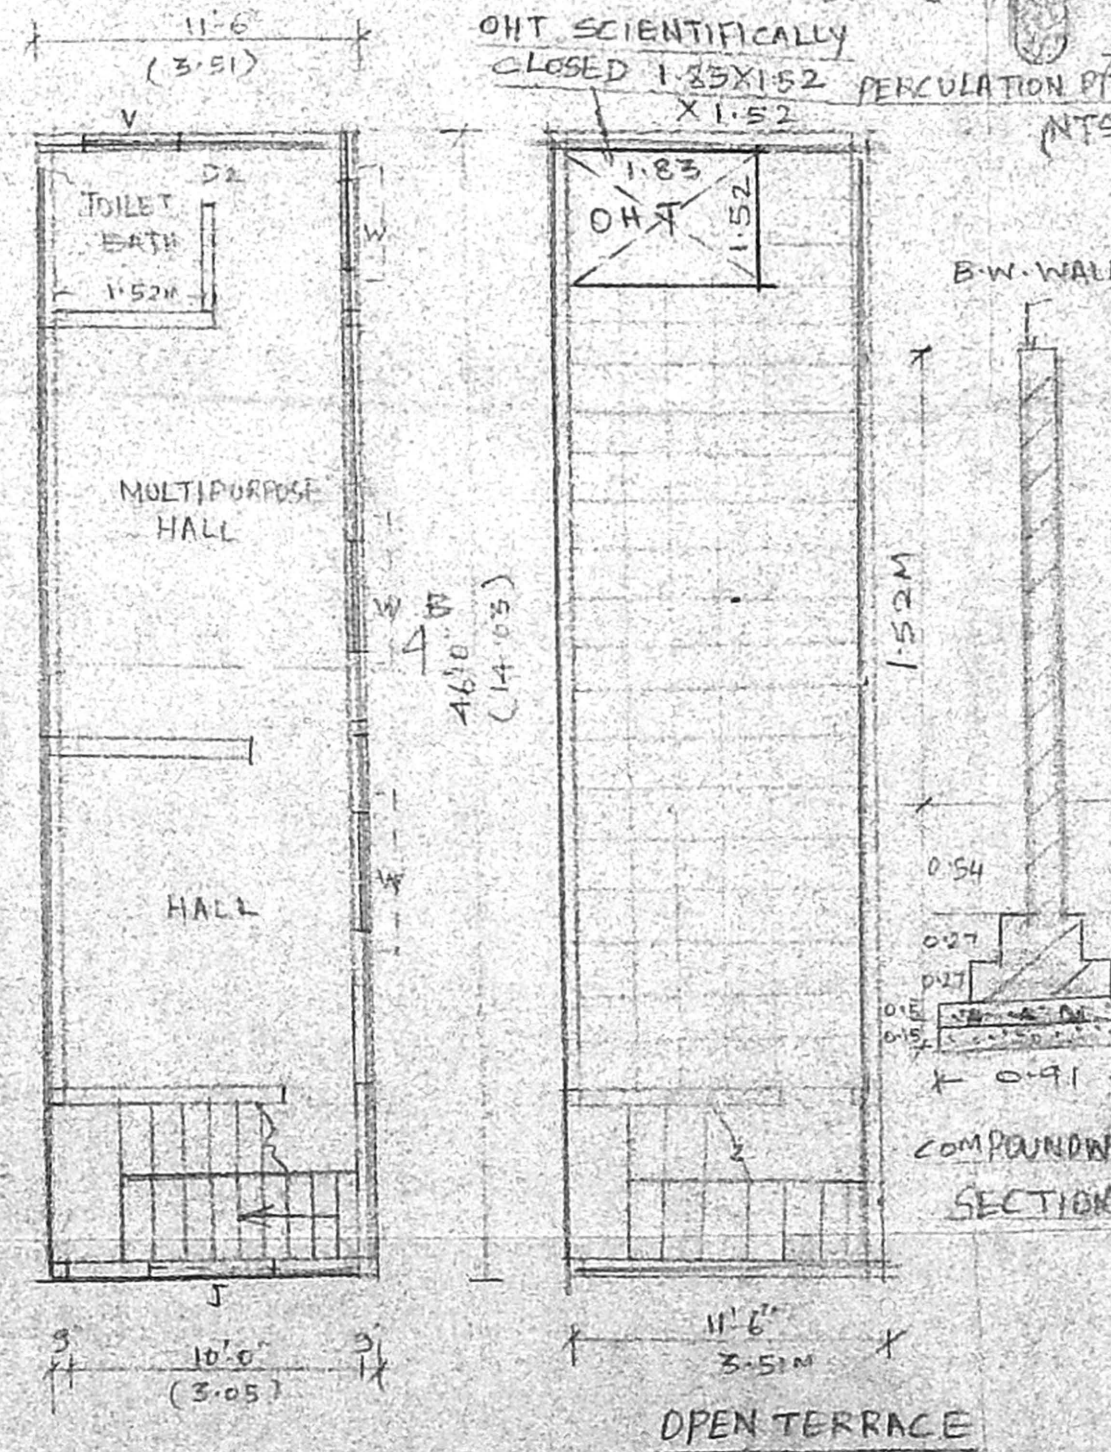 11'-6"
(3.51)
OHT SCIENTIFICALLY
CLOSED 1.83X1.52
X 1.52
PERCULATION
(NTS
V
D2
TOILET
BATH
1.52M
W
MULTIPURPOSE
HALL
W
HALL
W
46'0"
(14.03)
J
9"
10'0"
(3.05)
9"
1.83
OHT
1.52
11'6"
3.51M
OPEN TERRACE
B.W. WALL
1.52M
0.54
0.27
0.27
0.15
0.15
0.91
COMPOUND
SECTION